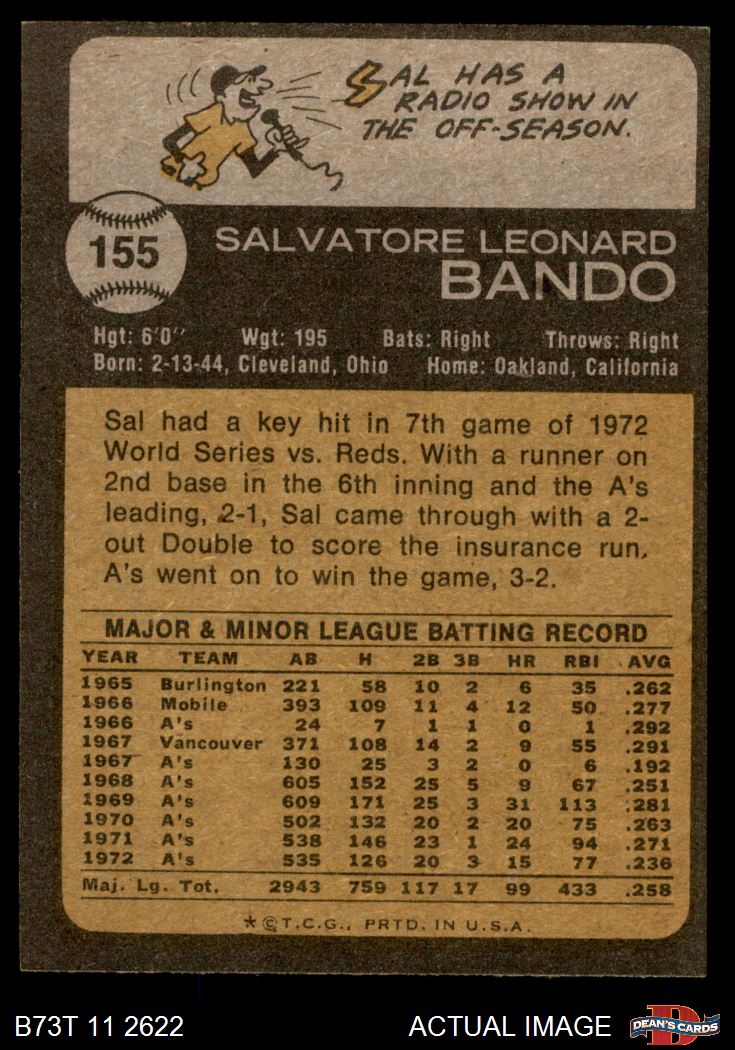 SAL HAS A
RADIO SHOW IN
THE OFF-SEASON.
155
SALVATORE LEONARD
BANDO
Hgt: 6'0" Wgt: 195 Bats: Right Throws: Right
Born: 2-13-44, Cleveland, Ohio Home: Oakland, California
Sal had a key hit in 7th game of 1972
World Series vs. Reds. With a runner on
2nd base in the 6th inning and the A's
leading, 2-1, Sal came through with a 2-
out Double to score the insurance run.
A's went on to win the game, 3-2.
MAJOR & MINOR LEAGUE BATTING RECORD
YEAR TEAM AB H 2B 3B HR RBI AVG
1965 Burlington 221 58 10 2 6 35 .262
1966 Mobile 393 109 11 4 12 50 .277
1966 A's 24 7 1 1 0 1 .292
1967 Vancouver 371 108 14 2 9 55 .291
1967 A's 130 25 3 2 0 6 .192
1968 A's 605 152 25 5 9 67 .251
1969 A's 609 171 25 3 31 113 .281
1970 A's 502 132 20 2 20 75 .263
1971 A's 538 146 23 1 24 94 .271
1972 A's 535 126 20 3 15 77 .236
Maj. Lg. Tot. 2943 759 117 17 99 433 .258
*©T.C.G., PRTD. IN U.S.A.
B73T 11 2622
ACTUAL IMAGE
D
DEAN'S CARDS